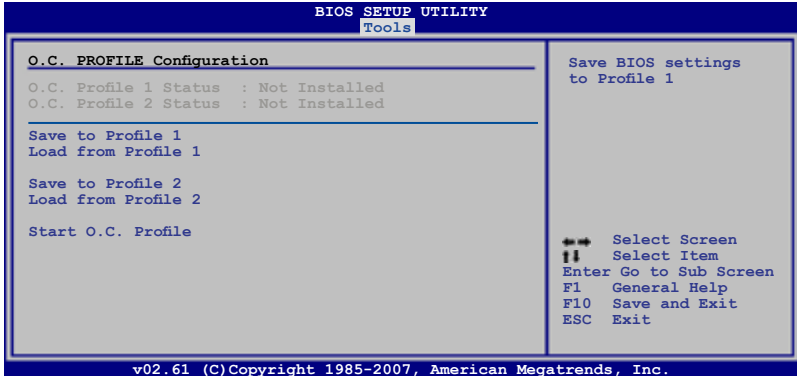 BIOS SETUP UTILITY
Tools
O.C. PROFILE Configuration
O.C. Profile 1 Status : Not Installed
O.C. Profile 2 Status : Not Installed
Save to Profile 1
Load from Profile 1
Save to Profile 2
Load from Profile 2
Start O.C. Profile
Save BIOS settings
to Profile 1
Select Screen
Select Item
Enter Go to Sub Screen
F1 General Help
F10 Save and Exit
ESC Exit
v02.61 (C)Copyright 1985-2007, American Megatrends, Inc.